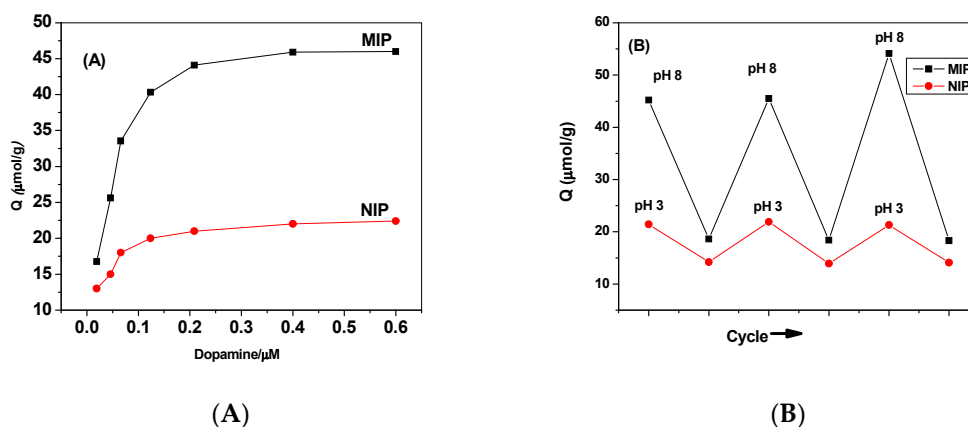 50
45
40
35
30
25
20
15
10
Q (μmol/g)
(A)
MIP
NIP
0.0 0.1 0.2 0.3 0.4 0.5 0.6
Dopamine/μM
60
50
40
30
20
10
Q (μmol/g)
(B)
pH 8
pH 8
pH 8
MIP
NIP
pH 3
pH 3
pH 3
Cycle
(A)
(B)